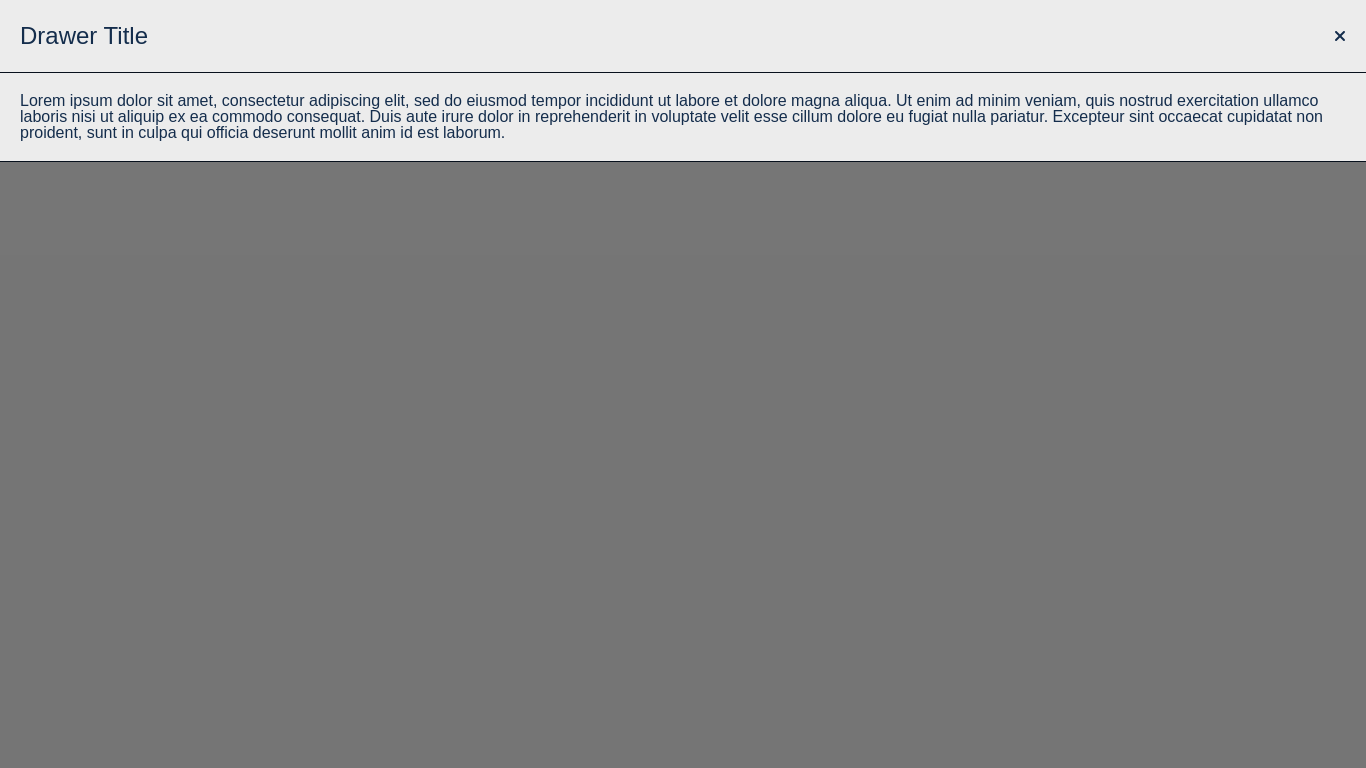 Drawer Title
Lorem ipsum dolor sit amet, consectetur adipiscing elit, sed do eiusmod tempor incididunt ut labore et dolore magna aliqua. Ut enim ad minim veniam, quis nostrud exercitation ullamco
laboris nisi ut aliquip ex ea commodo consequat. Duis aute irure dolor in reprehenderit in voluptate velit esse cillum dolore eu fugiat nulla pariatur. Excepteur sint occaecat cupidatat non
proident, sunt in culpa qui officia deserunt mollit anim id est laborum.